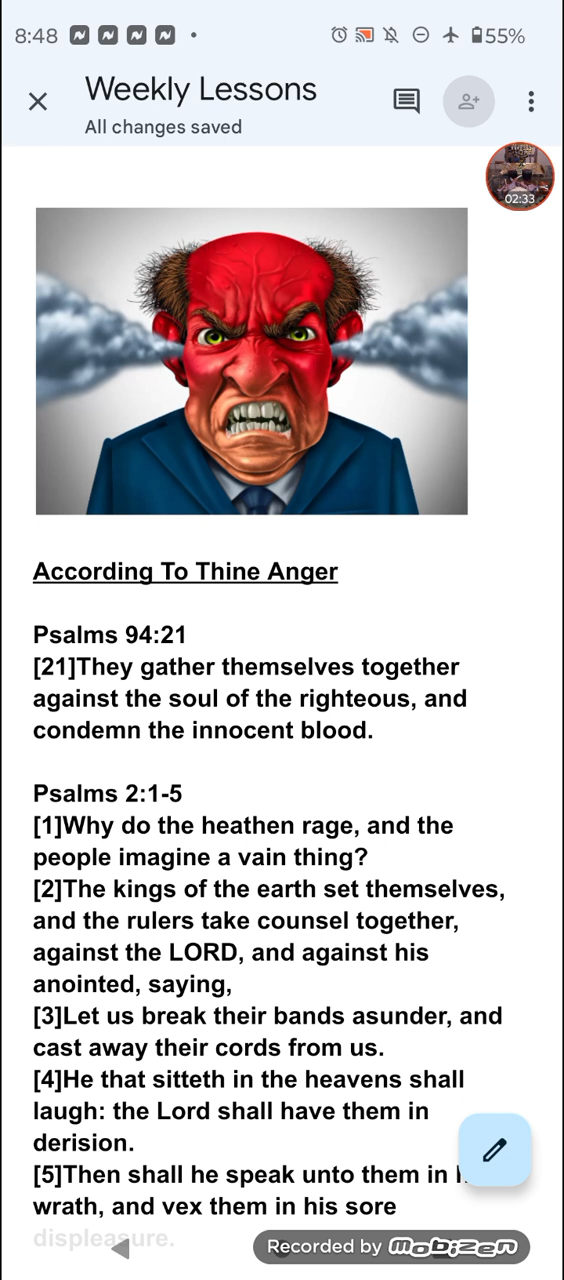 8:48
55%
Weekly Lessons
All changes saved
02:33
According To Thine Anger
Psalms 94:21
[21]They gather themselves together
against the soul of the righteous, and
condemn the innocent blood.
Psalms 2:1-5
[1]Why do the heathen rage, and the
people imagine a vain thing?
[2]The kings of the earth set themselves,
and the rulers take counsel together,
against the LORD, and against his
anointed, saying,
[3]Let us break their bands asunder, and
cast away their cords from us.
[4]He that sitteth in the heavens shall
laugh: the Lord shall have them in
derision.
[5]Then shall he speak unto them in
wrath, and vex them in his sore
displeasure.
Recorded by Mobizen